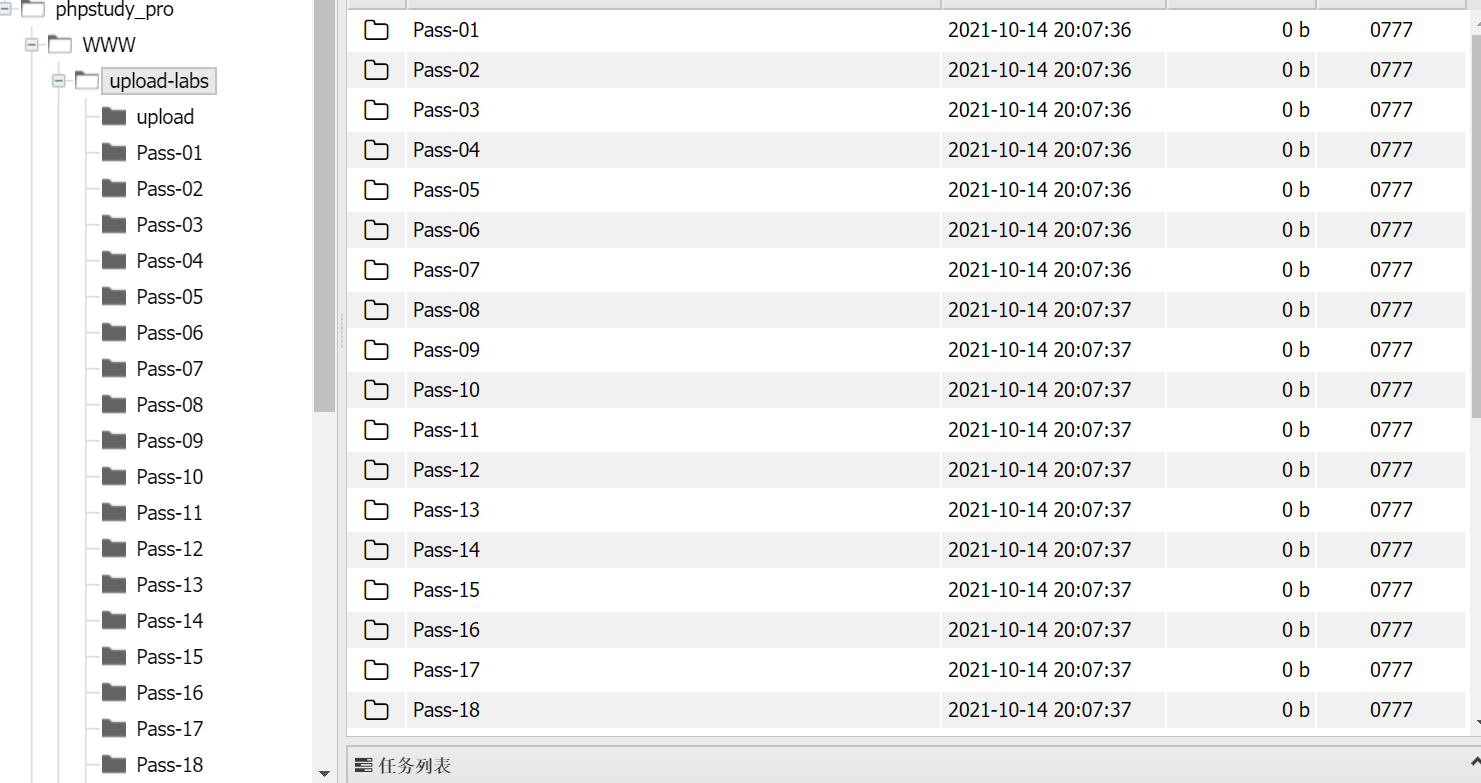 phpstudy_pro
WWW
upload-labs
upload
Pass-01
Pass-02
Pass-03
Pass-04
Pass-05
Pass-06
Pass-07
Pass-08
Pass-09
Pass-10
Pass-11
Pass-12
Pass-13
Pass-14
Pass-15
Pass-16
Pass-17
Pass-18
Pass-01 2021-10-14 20:07:36 0 b 0777
Pass-02 2021-10-14 20:07:36 0 b 0777
Pass-03 2021-10-14 20:07:36 0 b 0777
Pass-04 2021-10-14 20:07:36 0 b 0777
Pass-05 2021-10-14 20:07:36 0 b 0777
Pass-06 2021-10-14 20:07:36 0 b 0777
Pass-07 2021-10-14 20:07:36 0 b 0777
Pass-08 2021-10-14 20:07:37 0 b 0777
Pass-09 2021-10-14 20:07:37 0 b 0777
Pass-10 2021-10-14 20:07:37 0 b 0777
Pass-11 2021-10-14 20:07:37 0 b 0777
Pass-12 2021-10-14 20:07:37 0 b 0777
Pass-13 2021-10-14 20:07:37 0 b 0777
Pass-14 2021-10-14 20:07:37 0 b 0777
Pass-15 2021-10-14 20:07:37 0 b 0777
Pass-16 2021-10-14 20:07:37 0 b 0777
Pass-17 2021-10-14 20:07:37 0 b 0777
Pass-18 2021-10-14 20:07:37 0 b 0777
任务列表